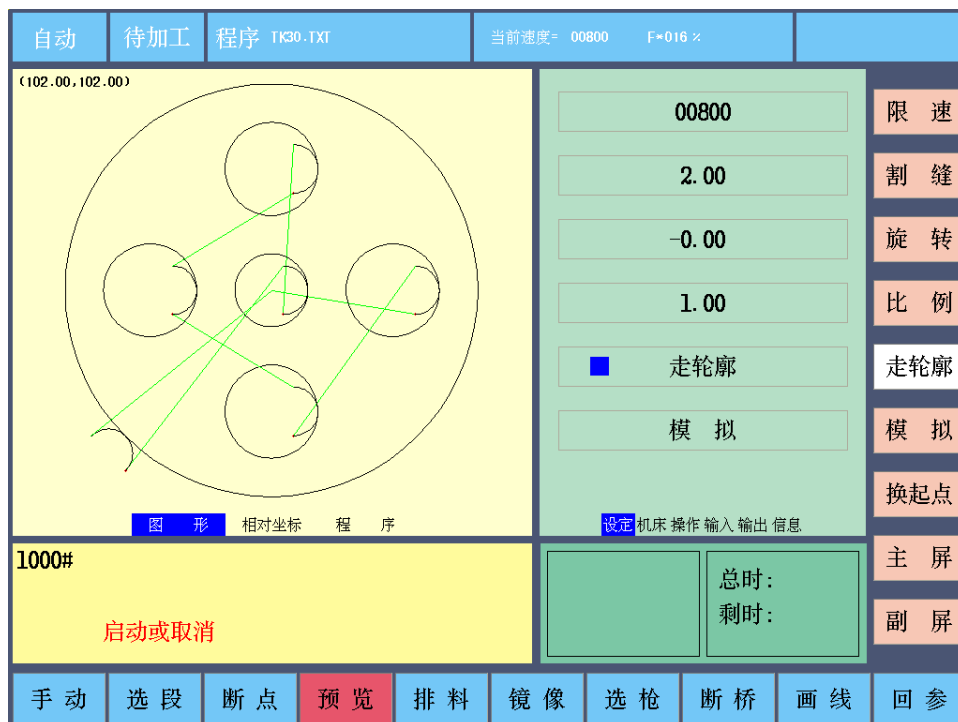 自动 待加工 程序 TK30.TXT 当前速度= 00800 F*016 %
(102.00,102.00)
00800
2.00
-0.00
1.00
走轮廓
模 拟
图 形 相对坐标 程 序
设定 机床 操作 输入 输出 信息
限 速
割 缝
旋 转
比 例
走轮廓
模 拟
换起点
主 屏
副 屏
1000#
启动或取消
总时:
剩时:
手 动 选 段 断 点 预 览 排 料 镜 像 选 枪 断 桥 画 线 回 参